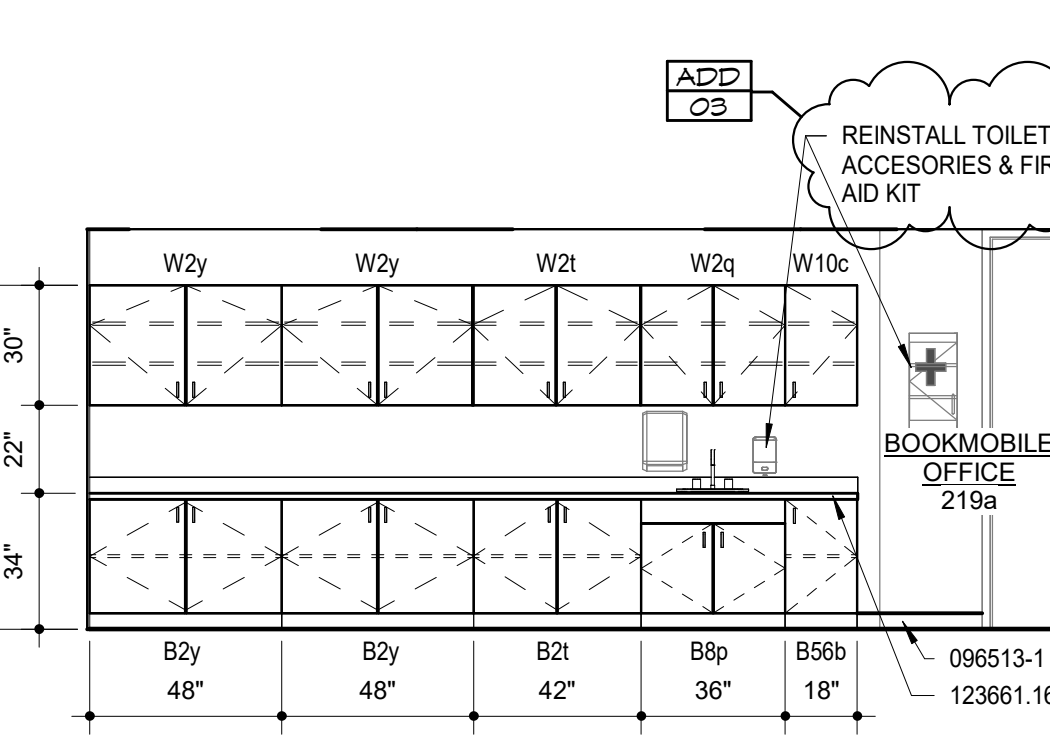 ADD
03
REINSTALL TOILET
ACCESORIES & FIR
AID KIT
W2y W2y W2t W2q W10c
30"
22"
34"
BOOKMOBILE
OFFICE
219a
B2y B2y B2t B8p B56b
48" 48" 42" 36" 18"
096513-1
123661.16